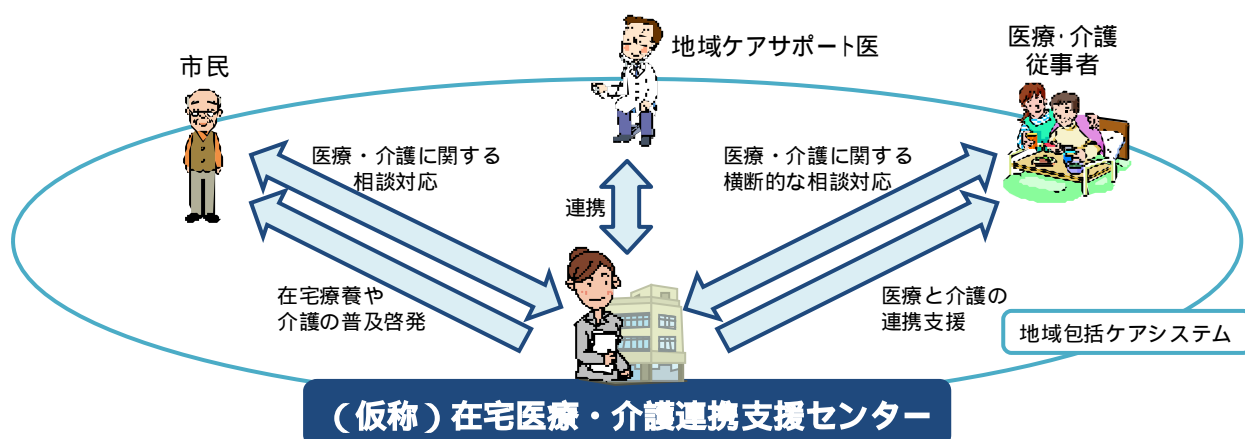 市民
地域ケアサポート医
医療・介護
従事者
医療・介護に関する
相談対応
連携
医療・介護に関する
横断的な相談対応
在宅療養や
介護の普及啓発
医療と介護の
連携支援
地域包括ケアシステム
（仮称）在宅医療・介護連携支援センター